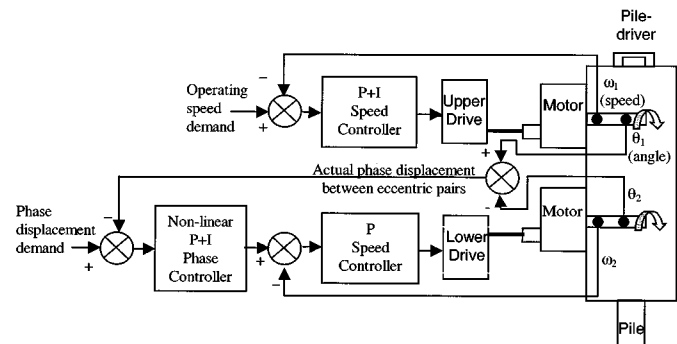 Pile-
driver
Operating
speed
demand
−
+
P+I
Speed
Controller
Upper
Drive
Motor
ω1
(speed)
θ1
(angle)
+
-
Actual phase displacement
between eccentric pairs
Phase
displacement
demand
−
+
Non-linear
P+I
Phase
Controller
+
−
P
Speed
Controller
Lower
Drive
Motor
θ2
ω2
Pile